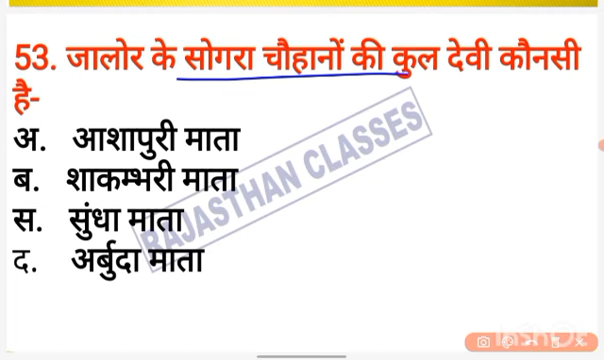 53. जालोर के सोगरा चौहानों की कुल देवी कौनसी
है-
अ. आशापुरी माता
ब. शाकम्भरी माता
स. सुंधा माता
द. अर्बुदा माता
RAJASTHAN CLASSES